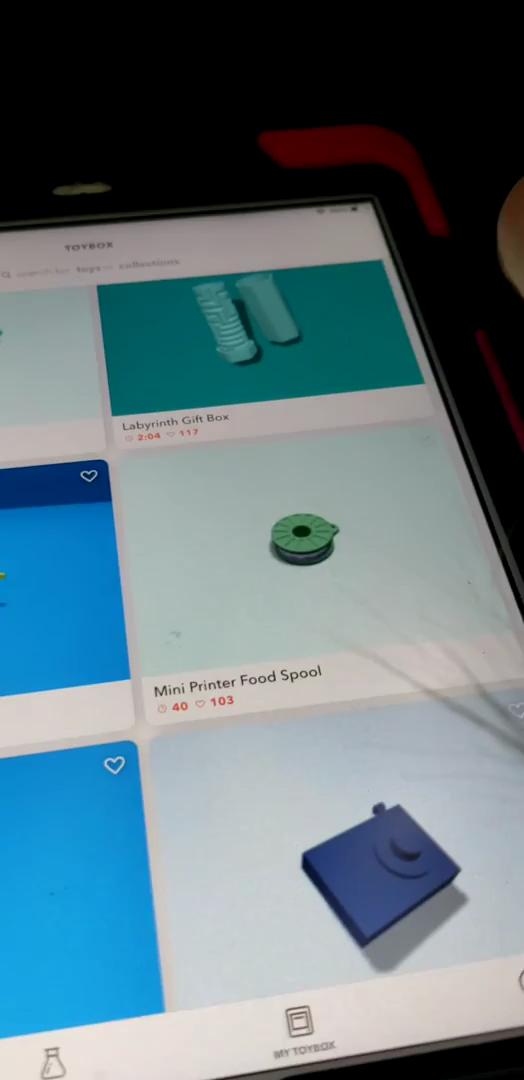 TOYBOX
search for toys or collections
Labyrinth Gift Box
2:04 117
Mini Printer Food Spool
40 103
MY TOYBOX